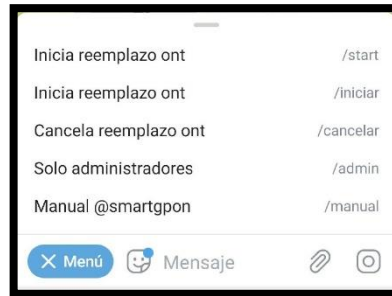 Inicia reemplazo ont /start
Inicia reemplazo ont /iniciar
Cancela reemplazo ont /cancelar
Solo administradores /admin
Manual @smartgpon /manual
Menú Mensaje